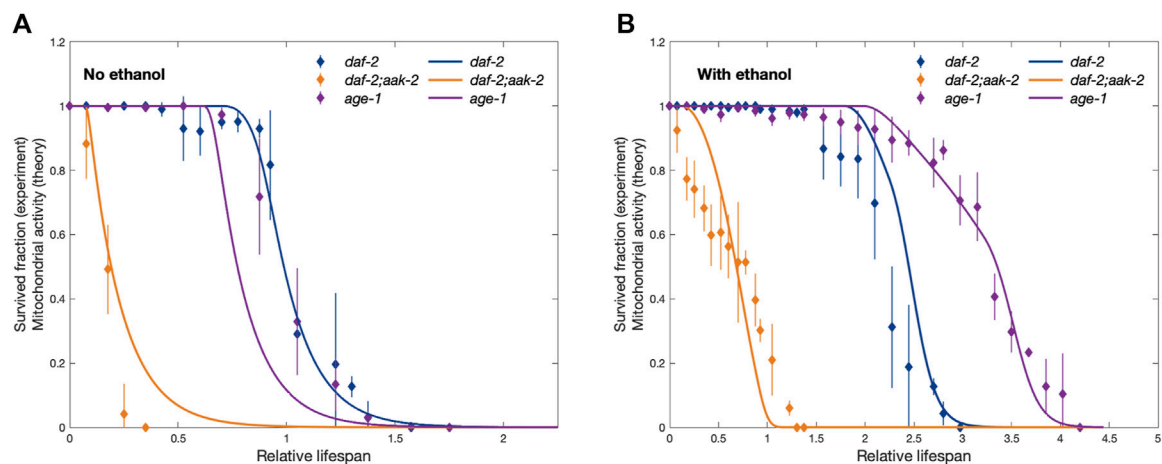 A
B
No ethanol
daf-2
daf-2;aak-2
age-1
daf-2
daf-2;aak-2
age-1
Survived fraction (experiment)
Mitochondrial activity (theory)
1.2
1
0.8
0.6
0.4
0.2
0
0
0.5
1
1.5
2
Relative lifespan
With ethanol
daf-2
daf-2;aak-2
age-1
daf-2
daf-2;aak-2
age-1
Survived fraction (experiment)
Mitochondrial activity (theory)
1.2
1
0.8
0.6
0.4
0.2
0
0
0.5
1
1.5
2
2.5
3
3.5
4
4.5
5
Relative lifespan